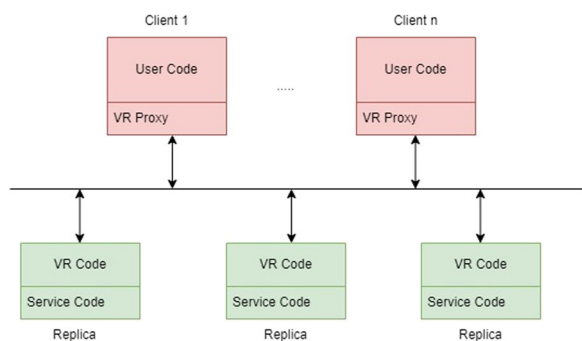 Client 1
Client n
User Code
User Code
.....
VR Proxy
VR Proxy
VR Code
VR Code
VR Code
Service Code
Service Code
Service Code
Replica
Replica
Replica